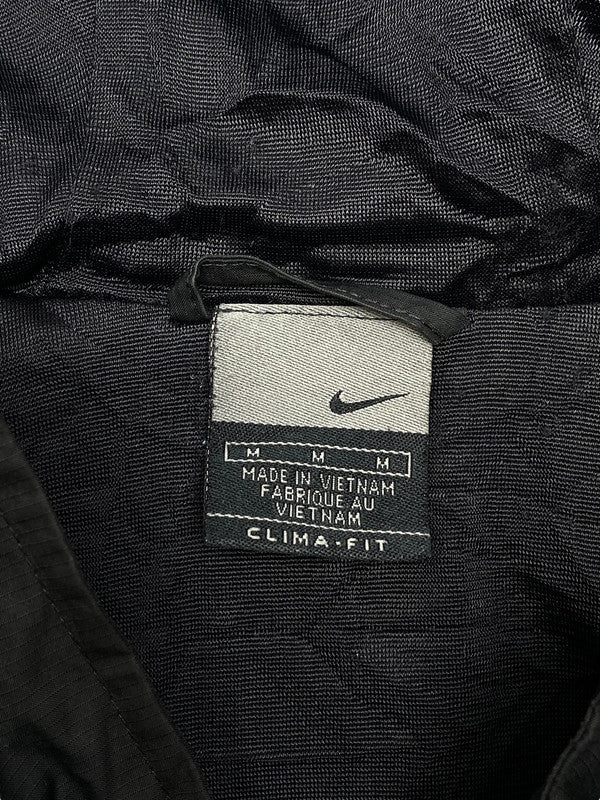 M M M
MADE IN VIETNAM
FABRIQUE AU
VIETNAM
CLIMA-FIT